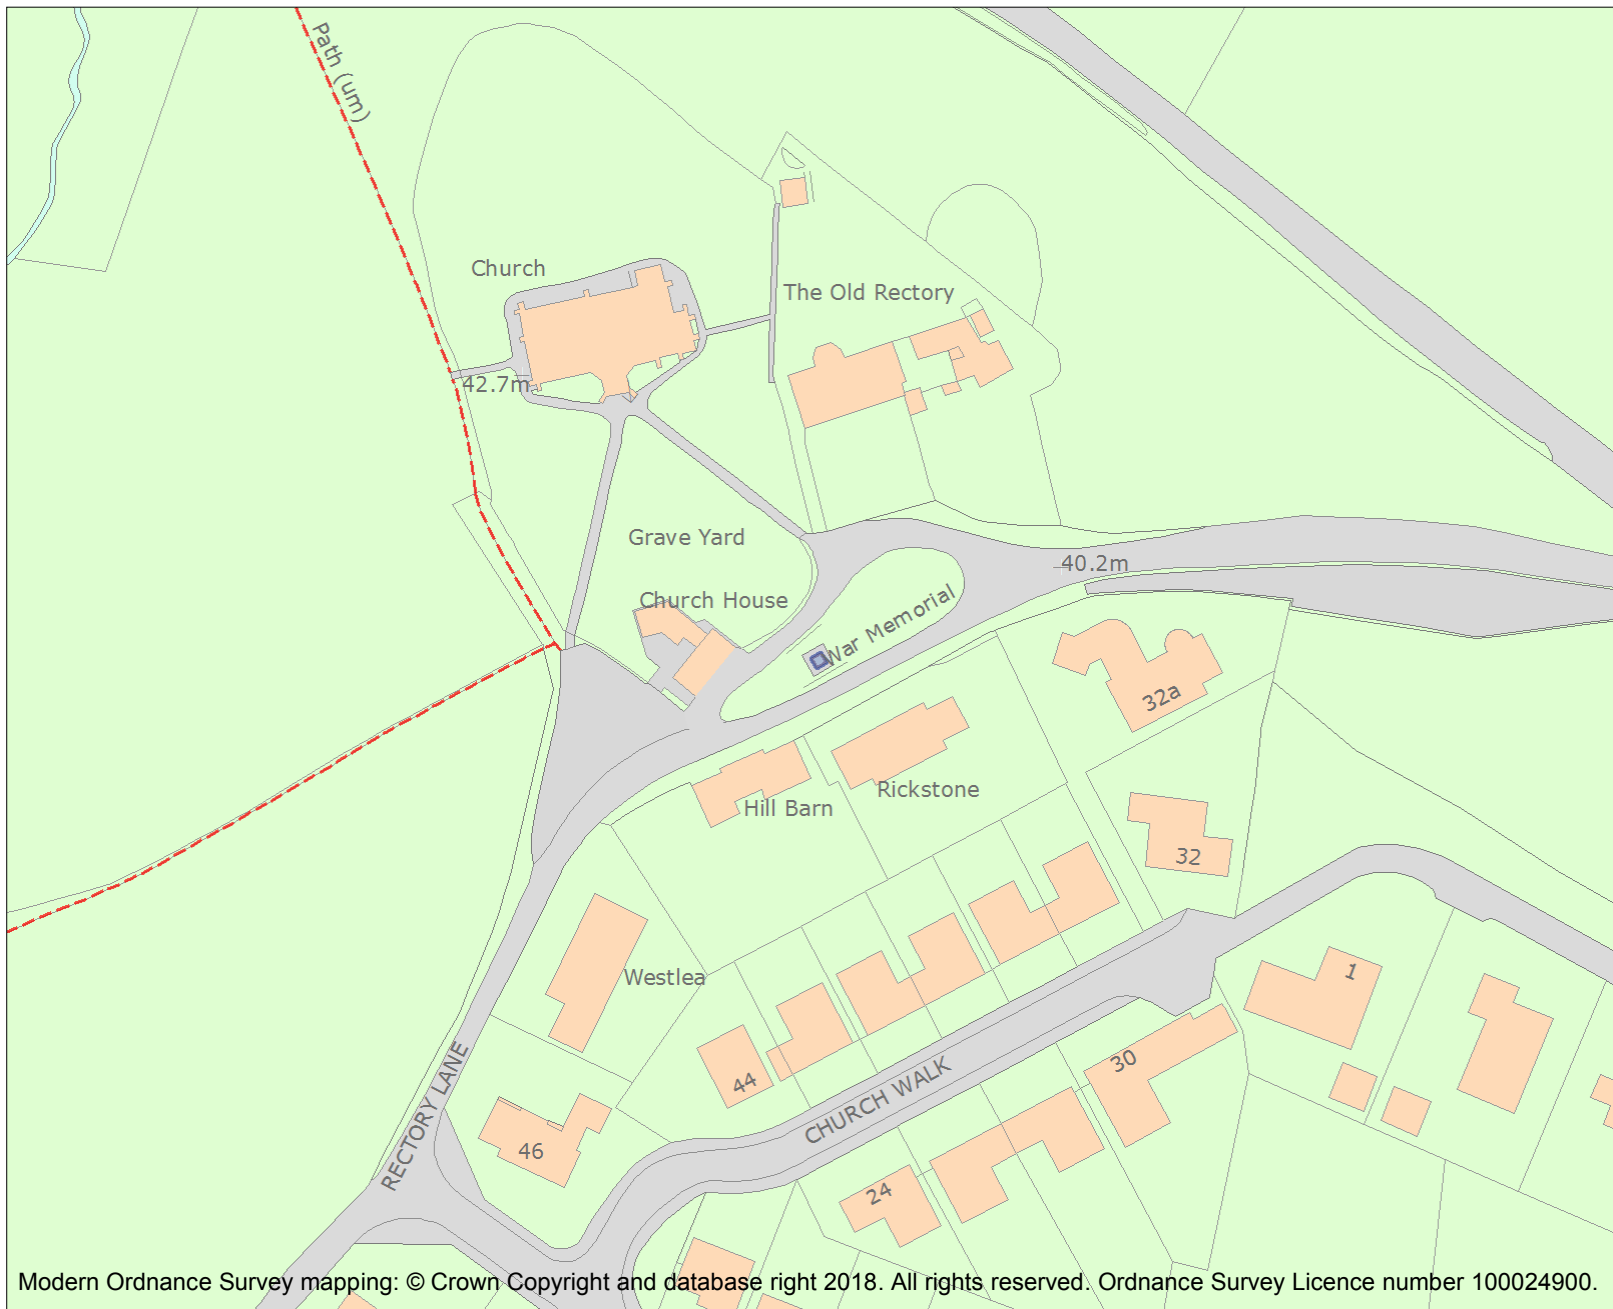 Path (um)
Church
The Old Rectory
42.7m
Grave Yard
40.2m
Church House
War Memorial
32a
Rickstone
Hill Barn
32
Westlea
1
30
44
CHURCH WALK
RECTORY LANE
46
24
Modern Ordnance Survey mapping: © Crown Copyright and database right 2018. All rights reserved. Ordnance Survey Licence number 100024900.